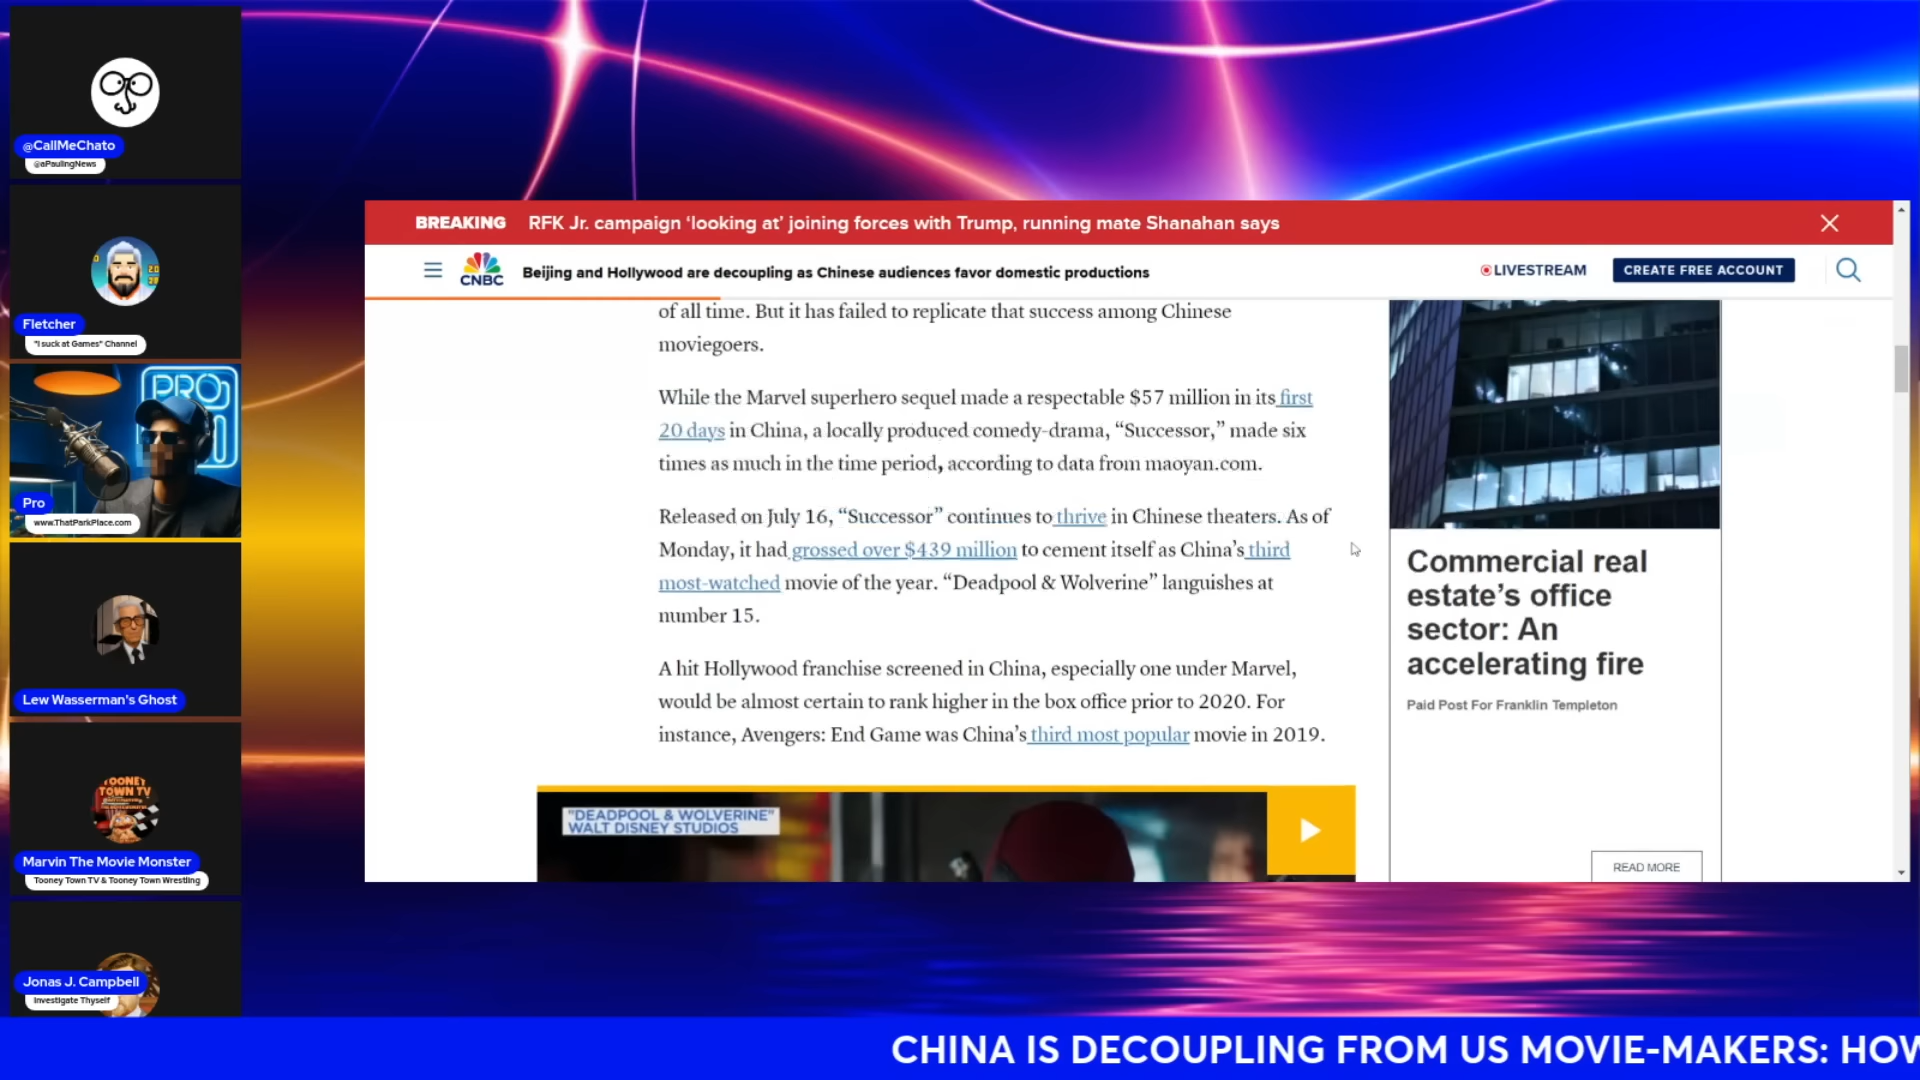 @CallMeChato
@aPaulingNews
Fletcher
"I suck at Games" Channel
PRO
Pro
www.ThatParkPlace.com
Lew Wasserman's Ghost
TOONEY
TOWN TV
Marvin The Movie Monster
Tooney Town TV & Tooney Town Wrestling
Jonas J. Campbell
Investigate Thyself
BREAKING RFK Jr. campaign ‘looking at’ joining forces with Trump, running mate Shanahan says
CNBC
Beijing and Hollywood are decoupling as Chinese audiences favor domestic productions
LIVESTREAM
CREATE FREE ACCOUNT
of all time. But it has failed to replicate that success among Chinese
moviegoers.
While the Marvel superhero sequel made a respectable $57 million in its first
20 days in China, a locally produced comedy-drama, “Successor,” made six
times as much in the time period, according to data from maoyan.com.
Released on July 16, “Successor” continues to thrive in Chinese theaters. As of
Monday, it had grossed over $439 million to cement itself as China’s third
most-watched movie of the year. “Deadpool & Wolverine” languishes at
number 15.
A hit Hollywood franchise screened in China, especially one under Marvel,
would be almost certain to rank higher in the box office prior to 2020. For
instance, Avengers: End Game was China’s third most popular movie in 2019.
"DEADPOOL & WOLVERINE"
WALT DISNEY STUDIOS
Commercial real
estate’s office
sector: An
accelerating fire
Paid Post For Franklin Templeton
READ MORE
CHINA IS DECOUPLING FROM US MOVIE-MAKERS: HOW